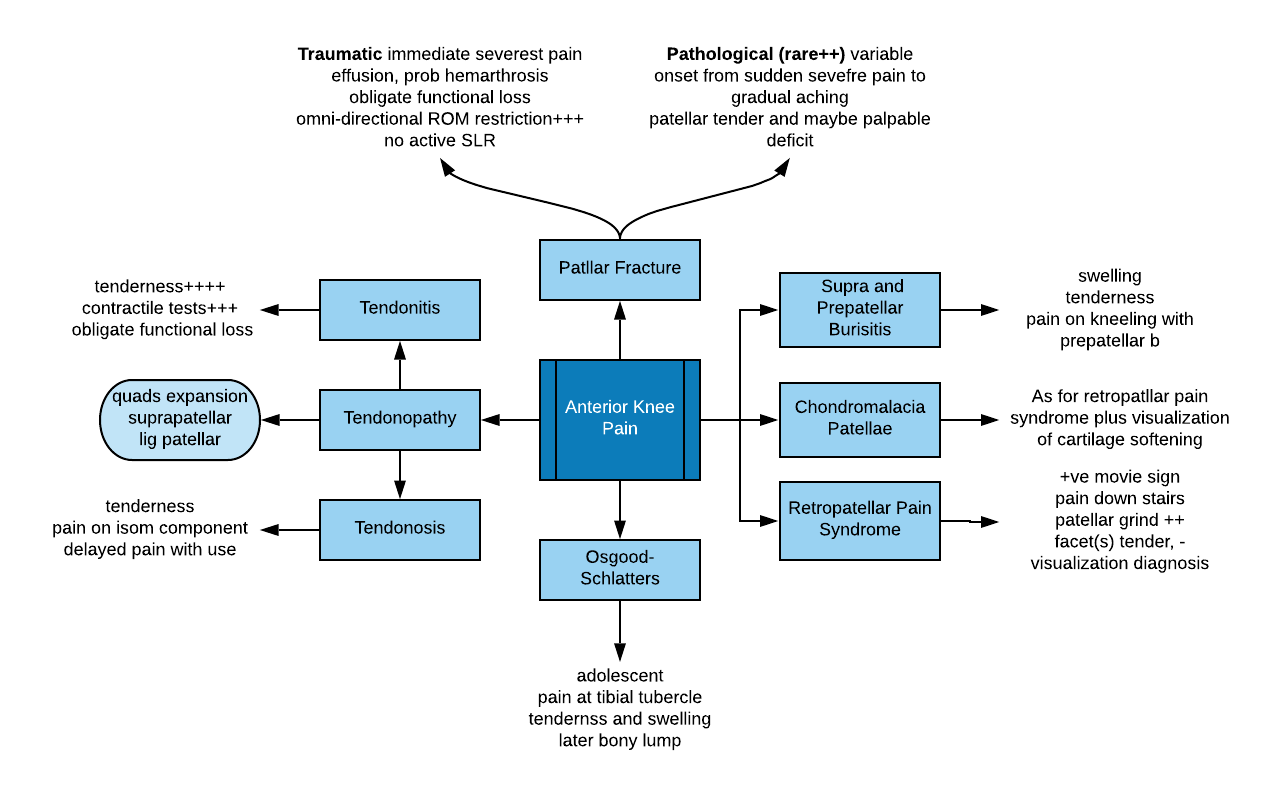 Traumatic immediate severest pain
effusion, prob hemarthrosis
obligate functional loss
omni-directional ROM restriction+++
no active SLR
Pathological (rare++) variable
onset from sudden sevefre pain to
gradual aching
patellar tender and maybe palpable
deficit
Patllar Fracture
tenderness++++
contractile tests+++
obligate functional loss
Tendonitis
Supra and
Prepatellar
Burisitis
swelling
tenderness
pain on kneeling with
prepatellar b
quads expansion
suprapatellar
lig patellar
Tendonopathy
Anterior Knee
Pain
Chondromalacia
Patellae
As for retropatllar pain
syndrome plus visualization
of cartilage softening
tenderness
pain on isom component
delayed pain with use
Tendonosis
Retropatellar Pain
Syndrome
+ve movie sign
pain down stairs
patellar grind ++
facet(s) tender, -
visualization diagnosis
Osgood-
Schlatters
adolescent
pain at tibial tubercle
tendernss and swelling
later bony lump